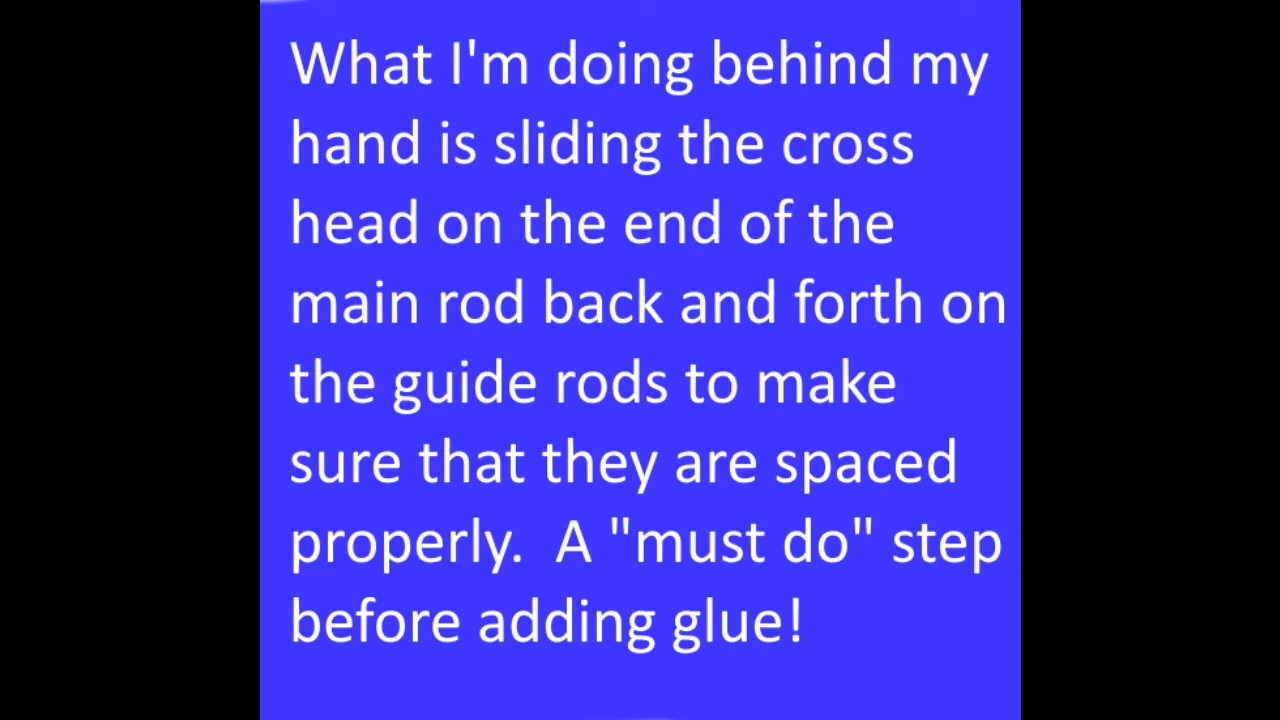 What I'm doing behind my
hand is sliding the cross
head on the end of the
main rod back and forth on
the guide rods to make
sure that they are spaced
properly.  A "must do" step
before adding glue!